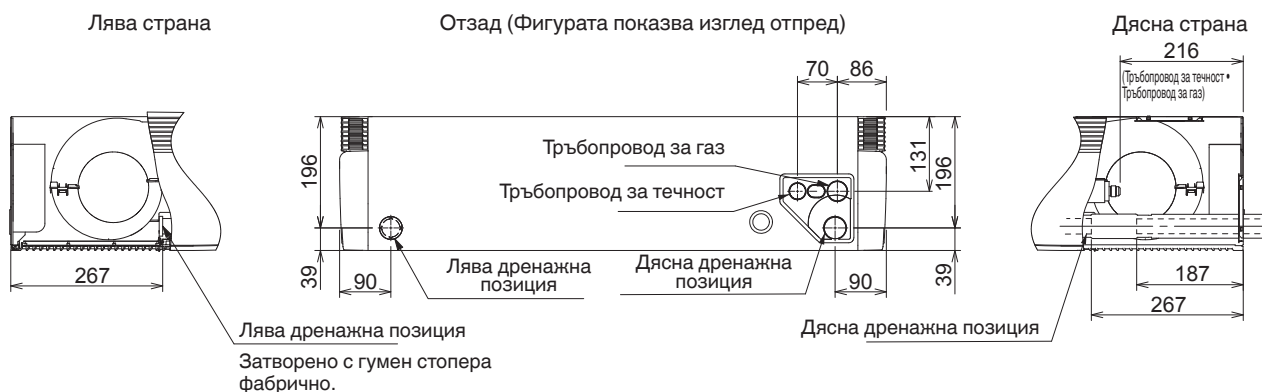 Лява страна
Отзад (Фигурата показва изглед отпред)
Дясна страна
216
70
86
(Тръбопровод за течност •
Тръбопровод за газ)
196
131
196
Тръбопровод за газ
Тръбопровод за течност
39
39
267
90
Лява дренажна
позиция
Дясна дренажна
позиция
90
187
267
Лява дренажна позиция
Затворено с гумен стопера
фабрично.
Дясна дренажна позиция